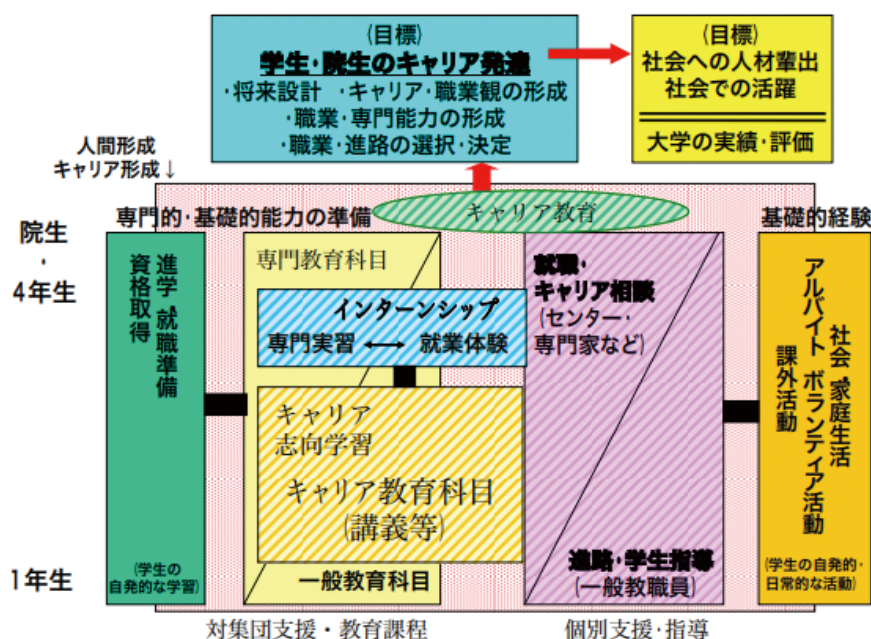 (目標)
学生・院生のキャリア発達
・将来設計 ・キャリア・職業観の形成
・職業・専門能力の形成
・職業・進路の選択・決定
(目標)
社会への人材輩出
社会での活躍
大学の実績・評価
人間形成
キャリア形成↓
キャリア教育
専門的・基礎的能力の準備
基礎的経験
院生
・
4年生
1年生
進学・就職準備
資格取得
(学生の
自発的な学習)
専門教育科目
インターンシップ
専門実習 ⟷ 就業体験
キャリア
志向学習
キャリア教育科目
(講義等)
一般教育科目
就職・
キャリア相談
(センター・
専門家など)
進路・学生指導
(一般教職員)
社会・家庭生活
アルバイト ボランティア活動
課外活動
(学生の自発的・
日常的な活動)
対集団支援・教育課程
個別支援・指導